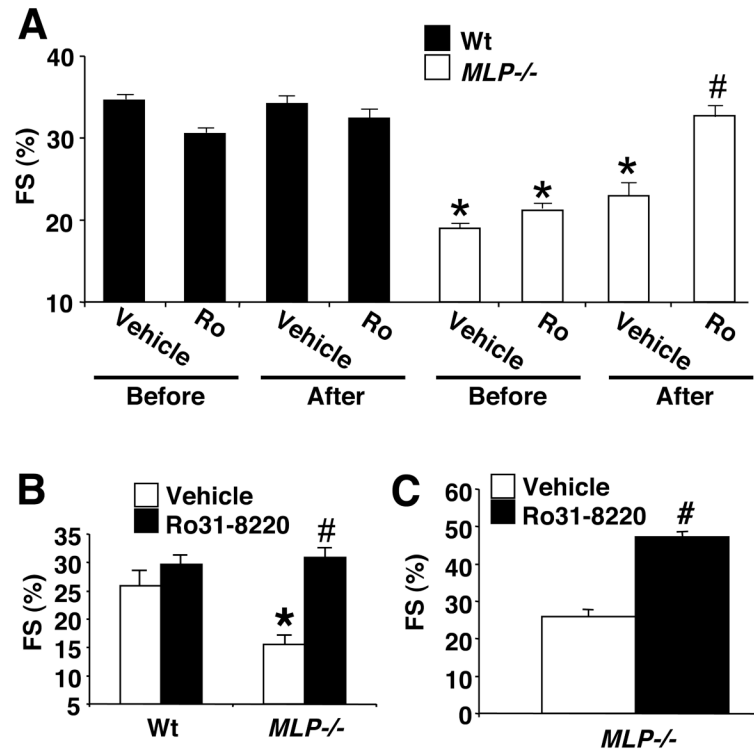 A
Wt
MLP-/-
FS (%)
40
30
20
10
* * * #
Vehicle Ro Vehicle Ro Vehicle Ro Vehicle Ro
Before After Before After
B
Vehicle
Ro31-8220
FS (%)
35
30
25
20
15
10
5
* #
Wt MLP-/-
C
Vehicle
Ro31-8220
FS (%)
60
50
40
30
20
10
0
#
MLP-/-